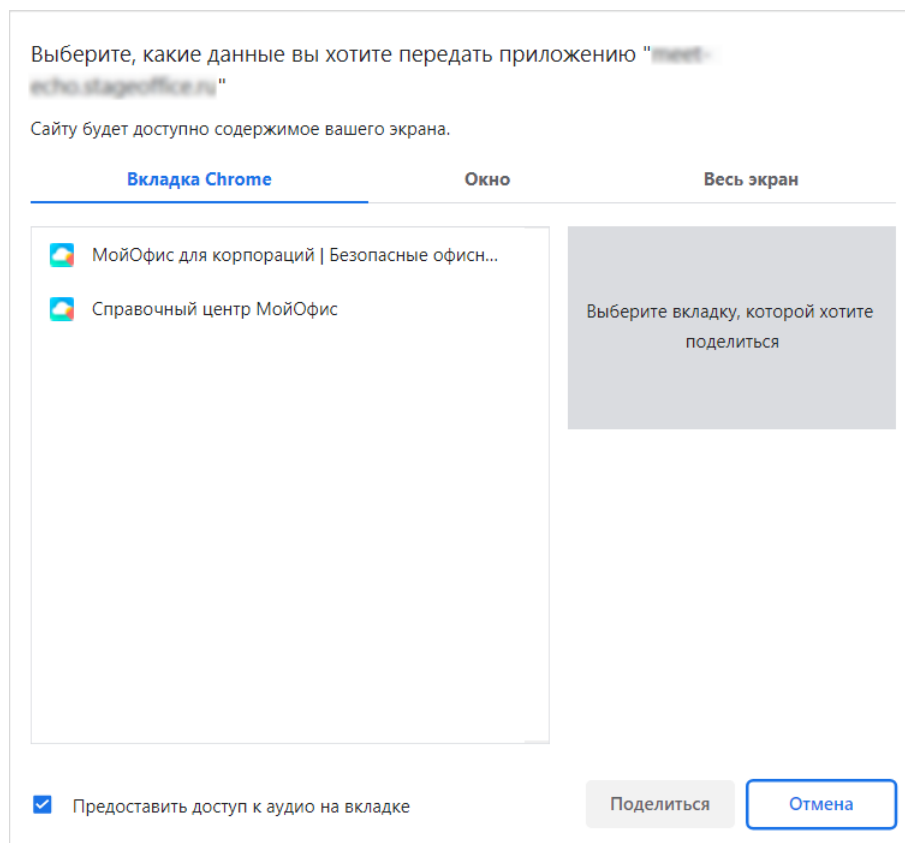 Выберите, какие данные вы хотите передать приложению "
"
Сайту будет доступно содержимое вашего экрана.
Вкладка Chrome Окно Весь экран
МойОфис для корпораций | Безопасные офисн...
Справочный центр МойОфис
Выберите вкладку, которой хотите
поделиться
Предоставить доступ к аудио на вкладке
Поделиться Отмена